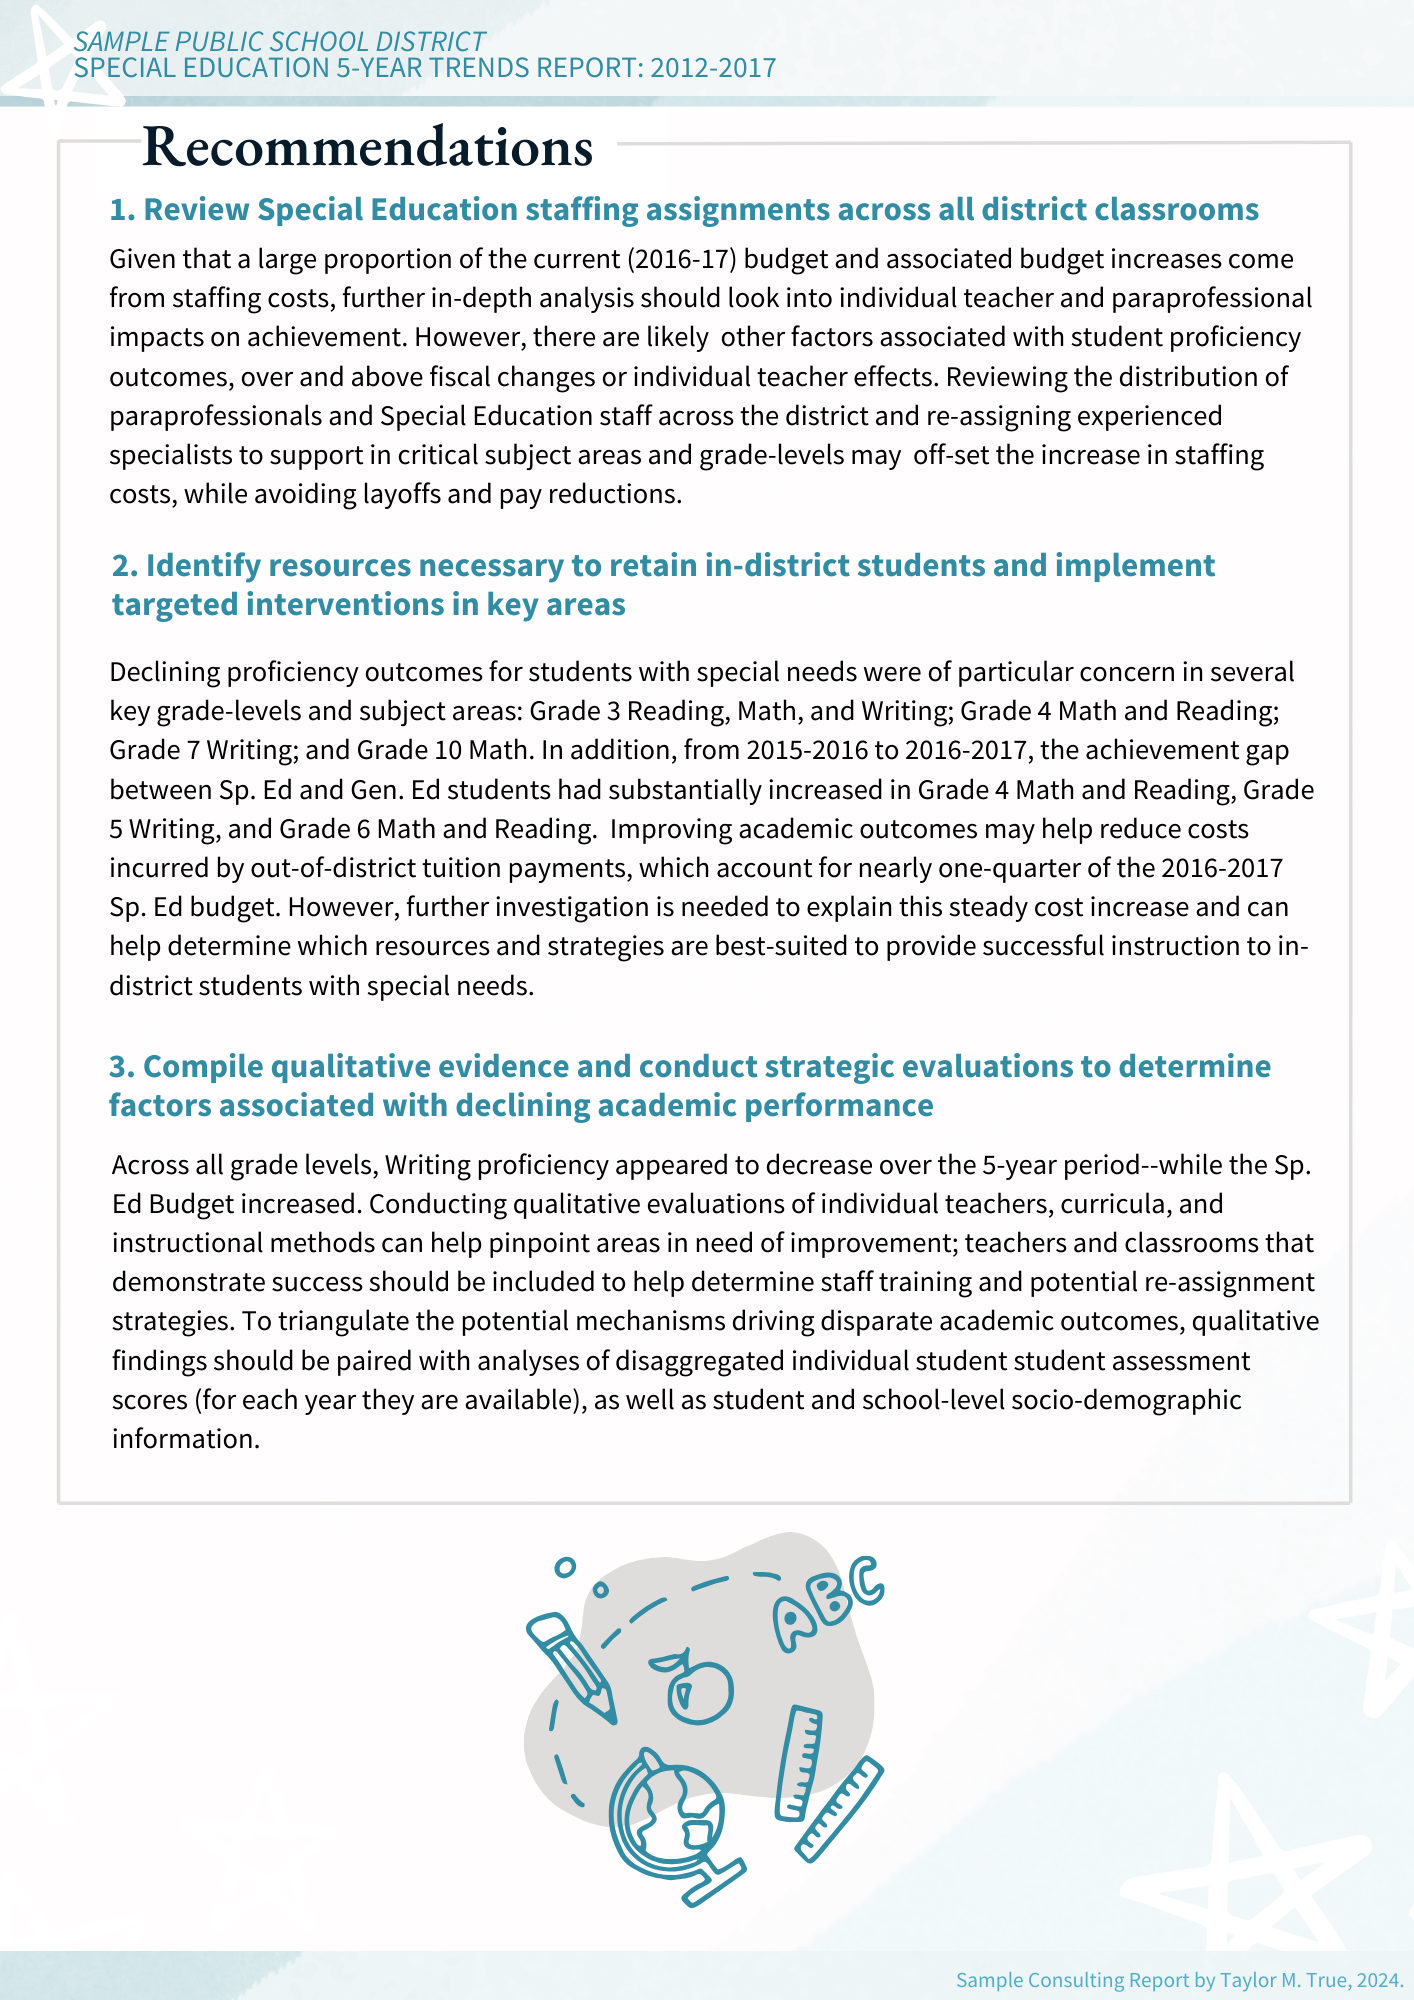 SAMPLE PUBLIC SCHOOL DISTRICT
SPECIAL EDUCATION 5-YEAR TRENDS REPORT: 2012-2017
Recommendations
1. Review Special Education staffing assignments across all district classrooms
Given that a large proportion of the current (2016-17) budget and associated budget increases come
from staffing costs, further in-depth analysis should look into individual teacher and paraprofessional
impacts on achievement. However, there are likely  other factors associated with student proficiency
outcomes, over and above fiscal changes or individual teacher effects. Reviewing the distribution of
paraprofessionals and Special Education staff across the district and re-assigning experienced
specialists to support in critical subject areas and grade-levels may  off-set the increase in staffing
costs, while avoiding layoffs and pay reductions.
2. Identify resources necessary to retain in-district students and implement
targeted interventions in key areas
Declining proficiency outcomes for students with special needs were of particular concern in several
key grade-levels and subject areas: Grade 3 Reading, Math, and Writing; Grade 4 Math and Reading;
Grade 7 Writing; and Grade 10 Math. In addition, from 2015-2016 to 2016-2017, the achievement gap
between Sp. Ed and Gen. Ed students had substantially increased in Grade 4 Math and Reading, Grade
5 Writing, and Grade 6 Math and Reading.  Improving academic outcomes may help reduce costs
incurred by out-of-district tuition payments, which account for nearly one-quarter of the 2016-2017
Sp. Ed budget. However, further investigation is needed to explain this steady cost increase and can
help determine which resources and strategies are best-suited to provide successful instruction to in-
district students with special needs.
3. Compile qualitative evidence and conduct strategic evaluations to determine
factors associated with declining academic performance
Across all grade levels, Writing proficiency appeared to decrease over the 5-year period--while the Sp.
Ed Budget increased. Conducting qualitative evaluations of individual teachers, curricula, and
instructional methods can help pinpoint areas in need of improvement; teachers and classrooms that
demonstrate success should be included to help determine staff training and potential re-assignment
strategies. To triangulate the potential mechanisms driving disparate academic outcomes, qualitative
findings should be paired with analyses of disaggregated individual student student assessment
scores (for each year they are available), as well as student and school-level socio-demographic
information.
ABC
Sample Consulting Report by Taylor M. True, 2024.